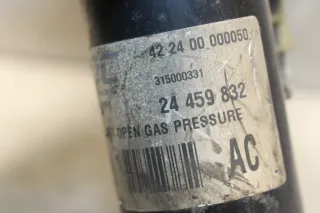 42 24 00 000050
315000331
24 459 832
OPEN GAS PRESSURE
AC